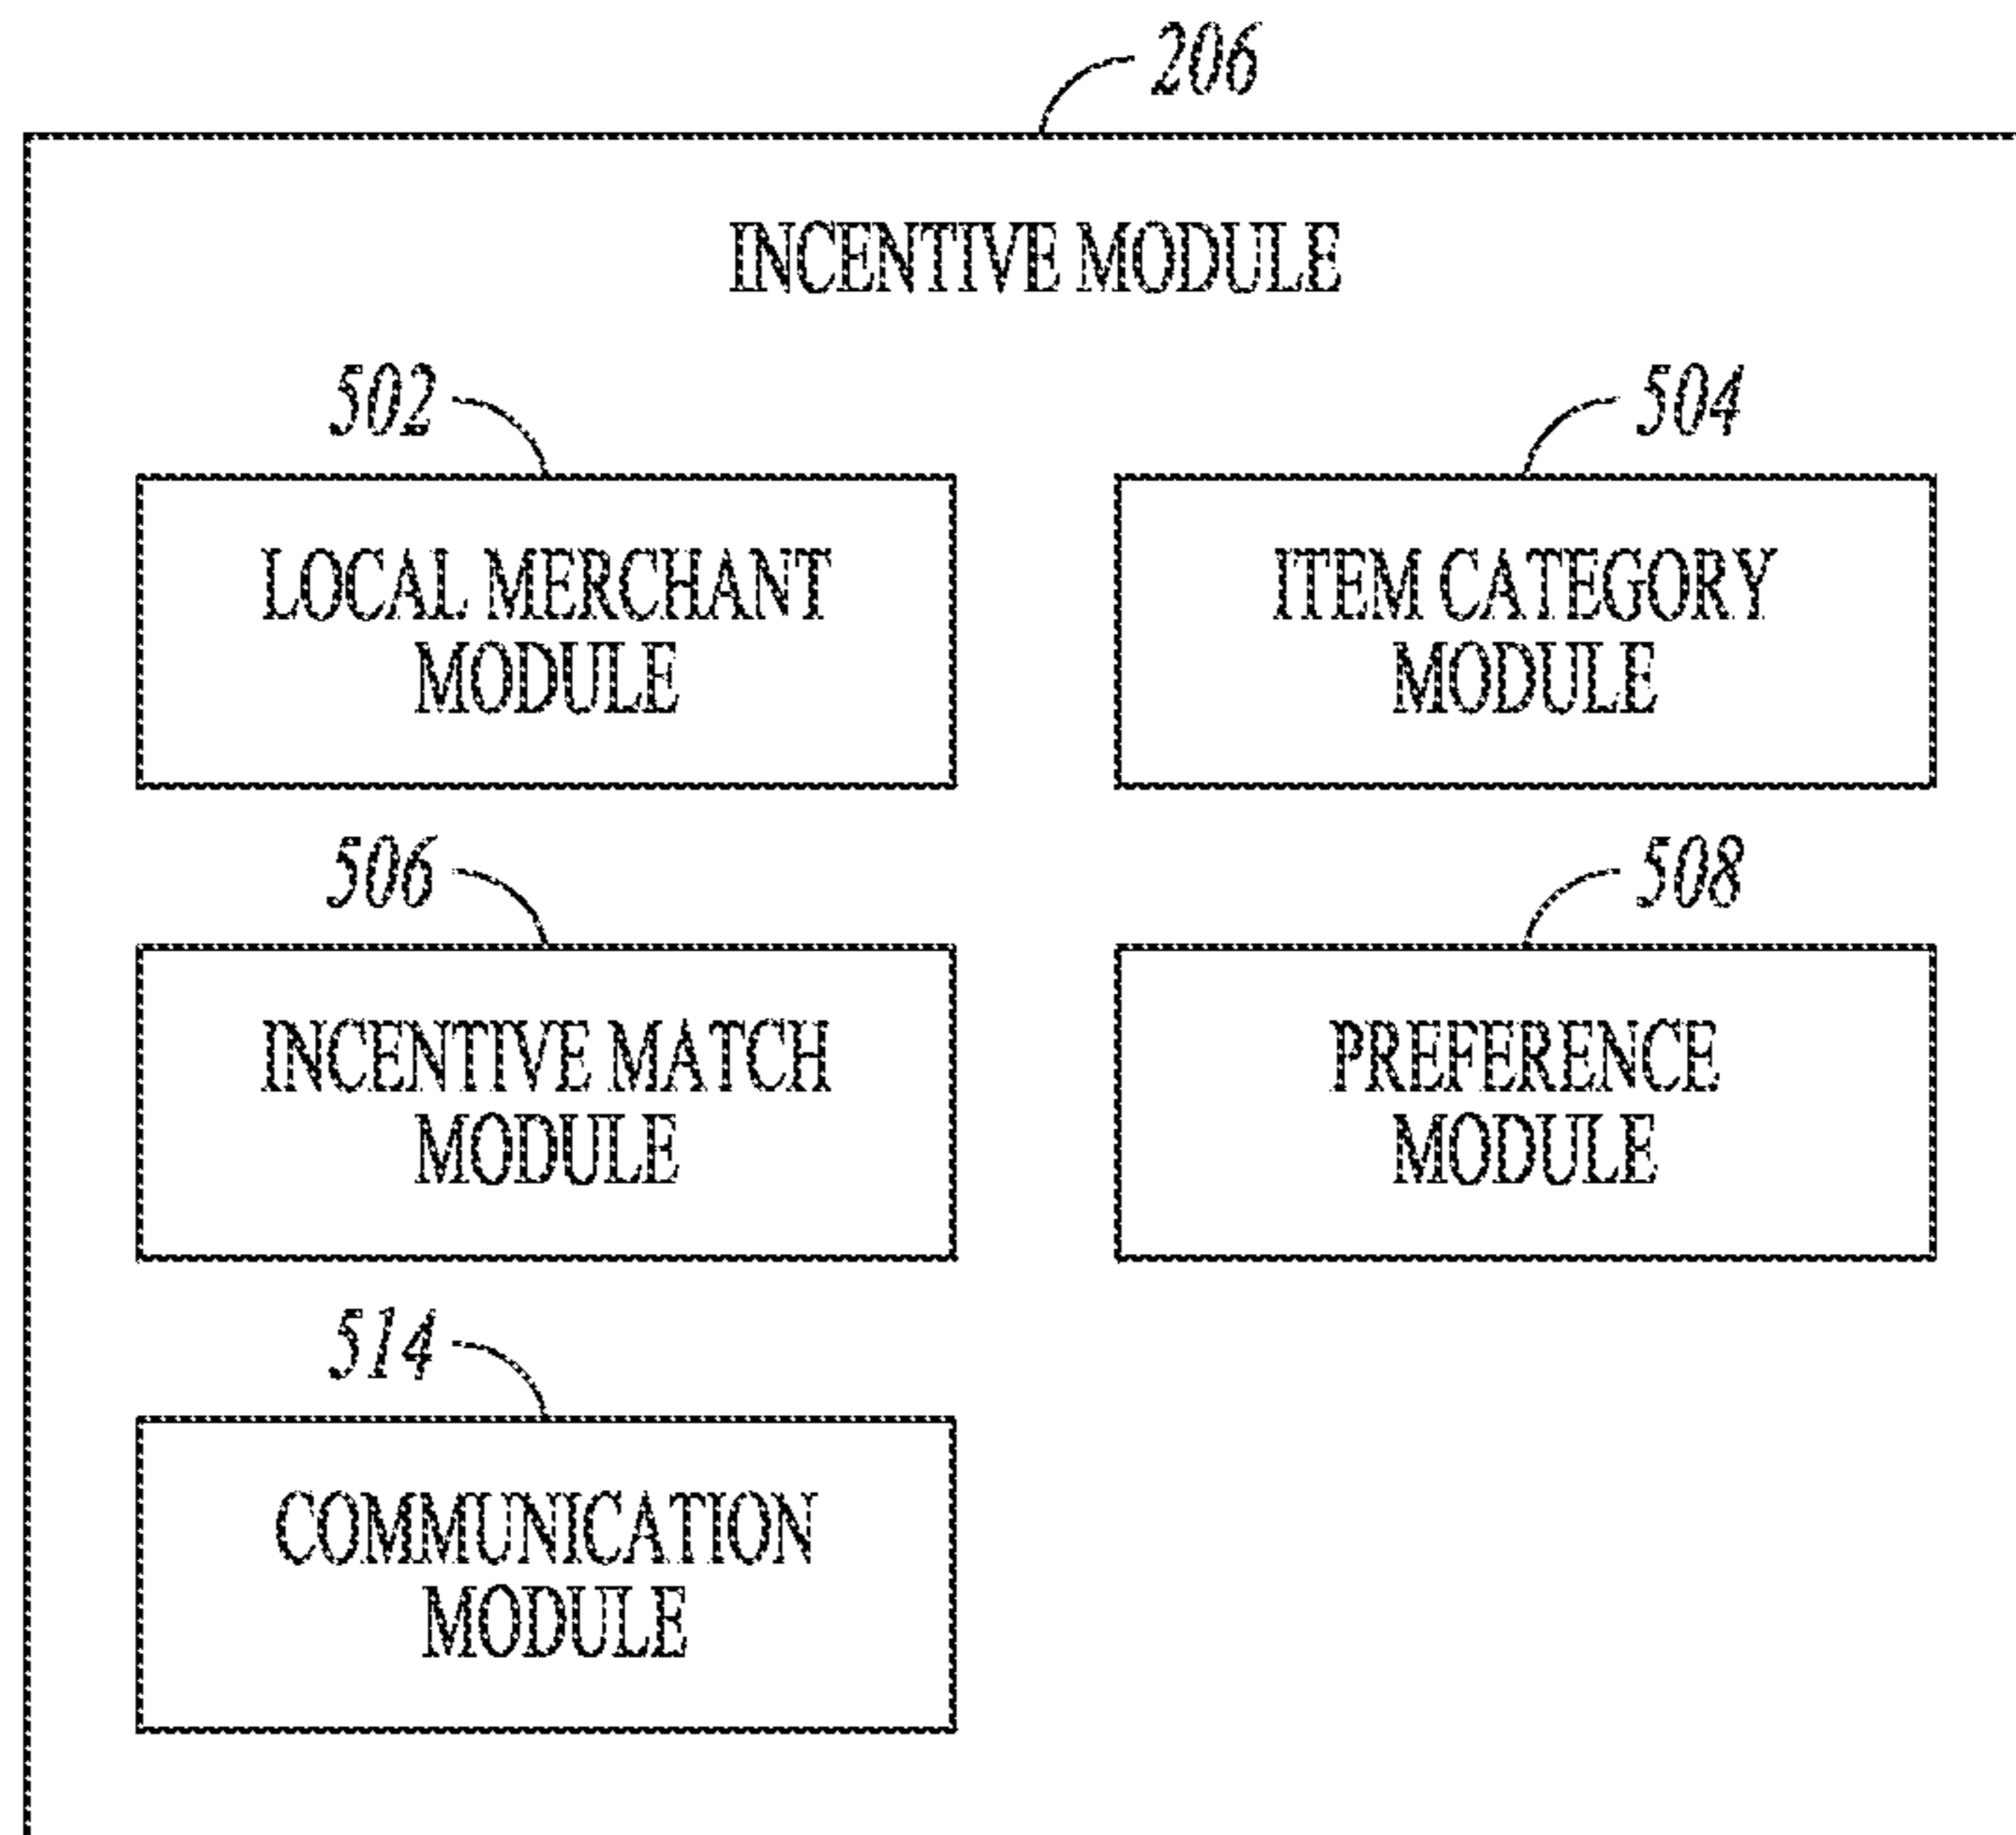 206
INCENTIVE MODULE
502
504
LOCAL MERCHANT
MODULE
ITEM CATEGORY
MODULE
506
508
INCENTIVE MATCH
MODULE
PREFERENCE
MODULE
514
COMMUNICATION
MODULE